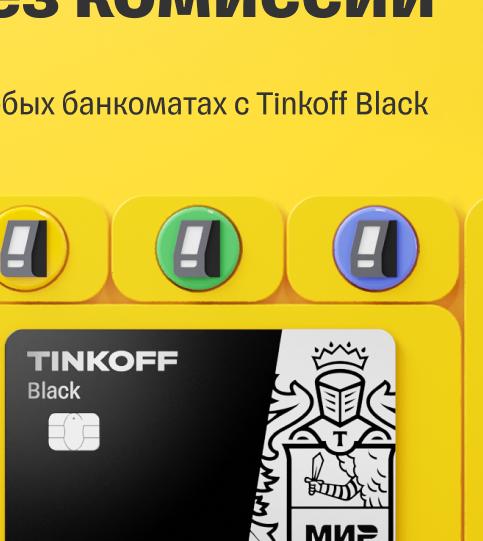 ез комиссии
бых банкоматах с Tinkoff Black
TINKOFF
Black
T
МИР